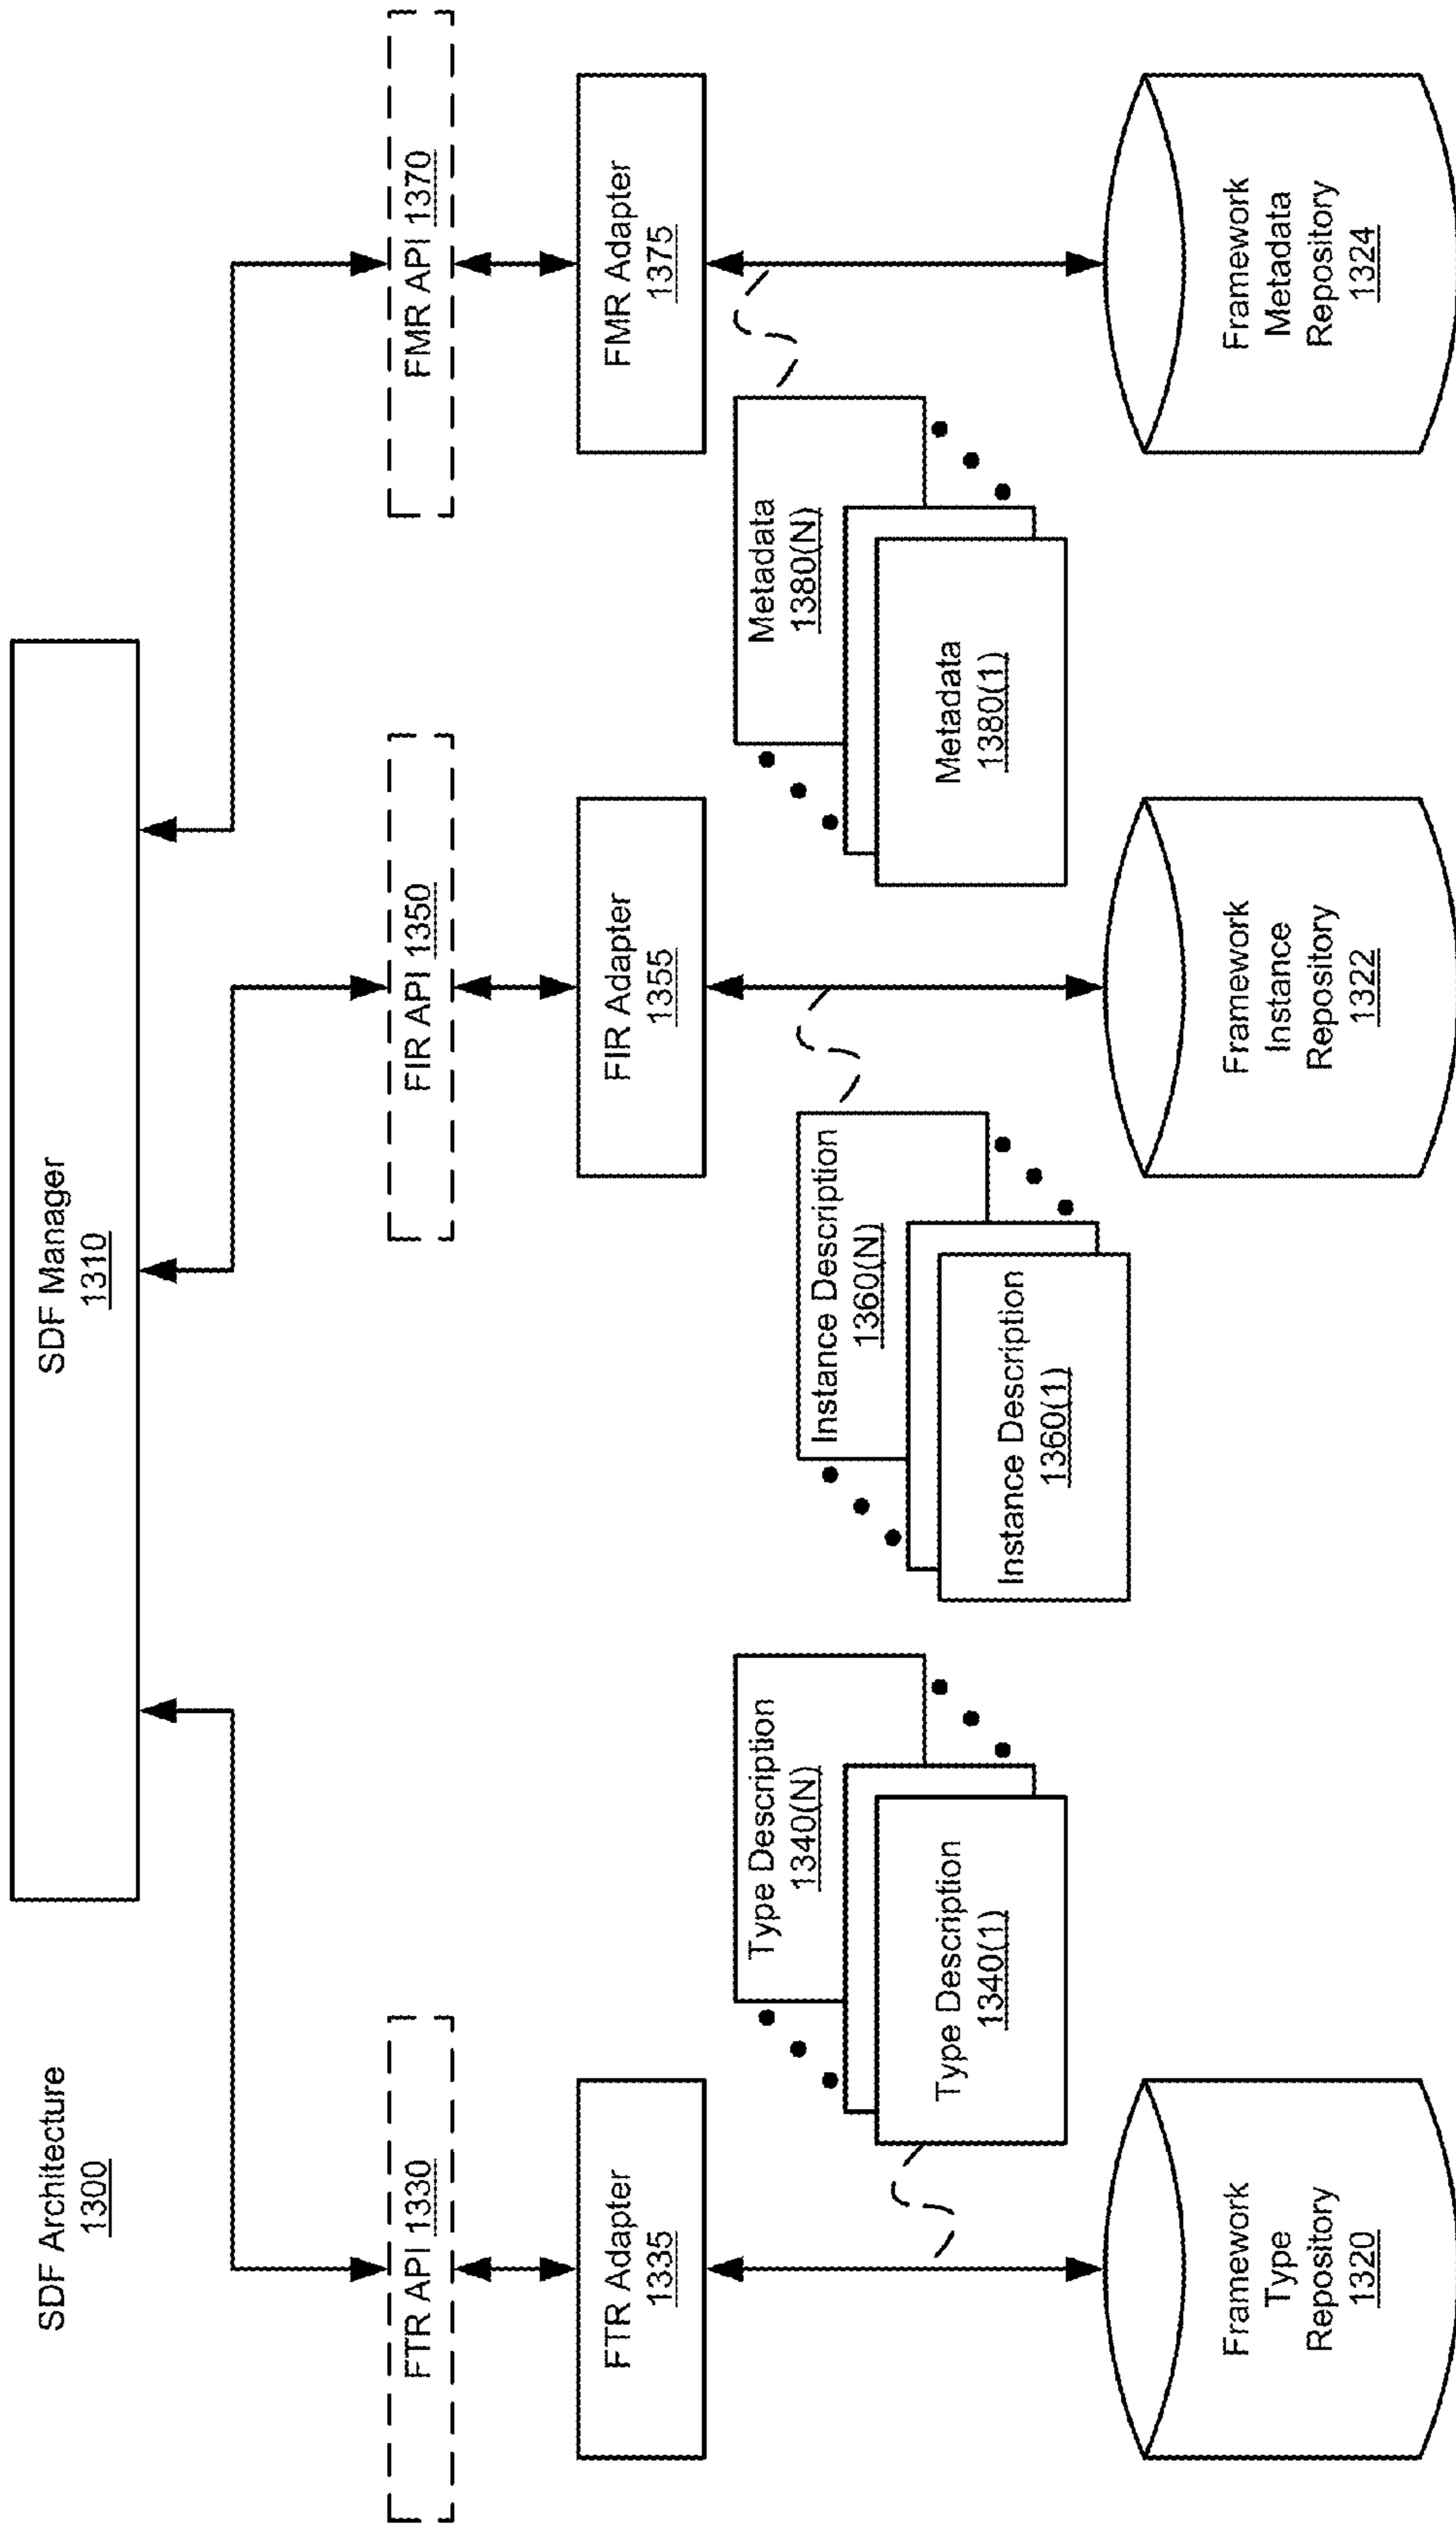 SDF Architecture
1300
SDF Manager
1310
FTR API 1330
FIR API 1350
FMR API 1370
FTR Adapter
1335
FIR Adapter
1355
FMR Adapter
1375
Type Description
1340(N)
Type Description
1340(1)
Instance Description
1360(N)
Instance Description
1360(1)
Metadata
1380(N)
Metadata
1380(1)
Framework
Type
Repository
1320
Framework
Instance
Repository
1322
Framework
Metadata
Repository
1324